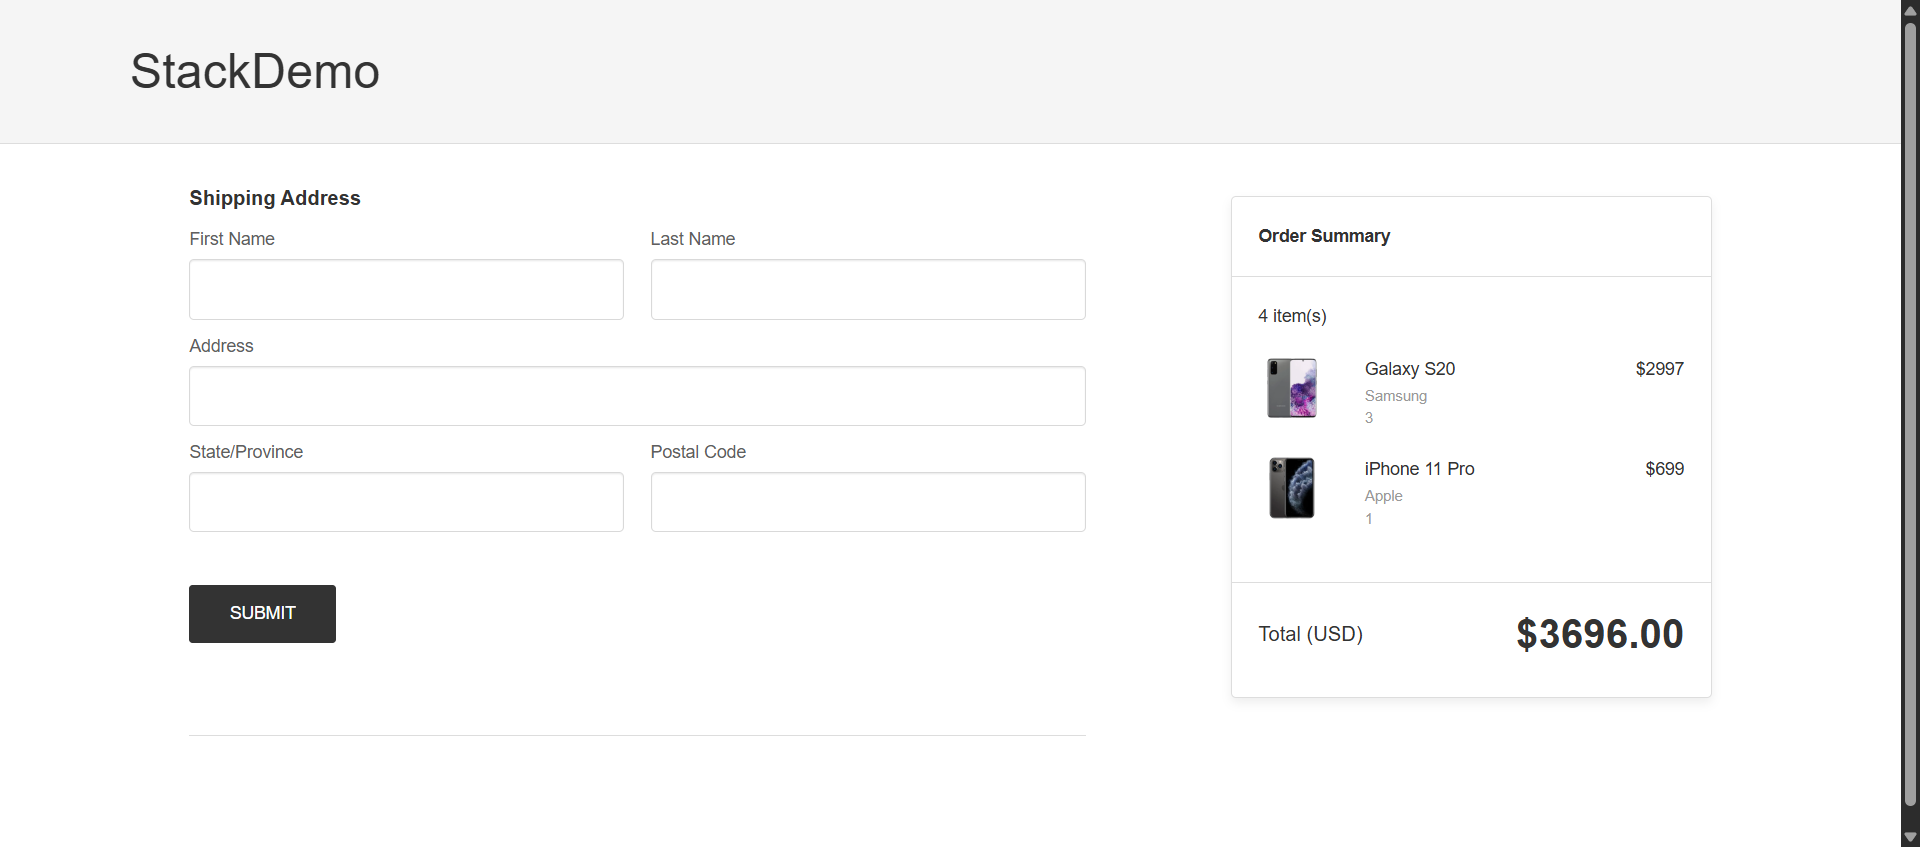 StackDemo
Shipping Address
First Name
Last Name
Address
State/Province
Postal Code
SUBMIT
Order Summary
4 item(s)
Galaxy S20
$2997
Samsung
3
iPhone 11 Pro
$699
Apple
1
Total (USD)
$3696.00